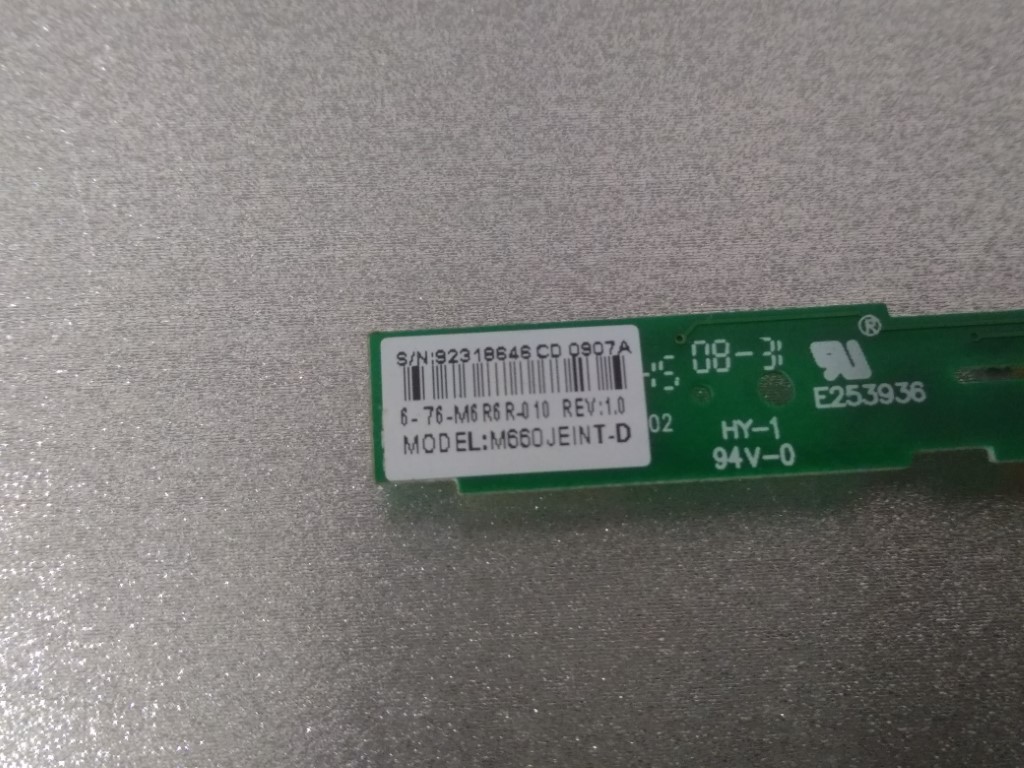 S/N:92318646 CD 0907A
6-76-M6R6R-010 REV:1.0
MODEL:M660JEINT-D
08-31
®
E253936
02
HY-1
94V-0